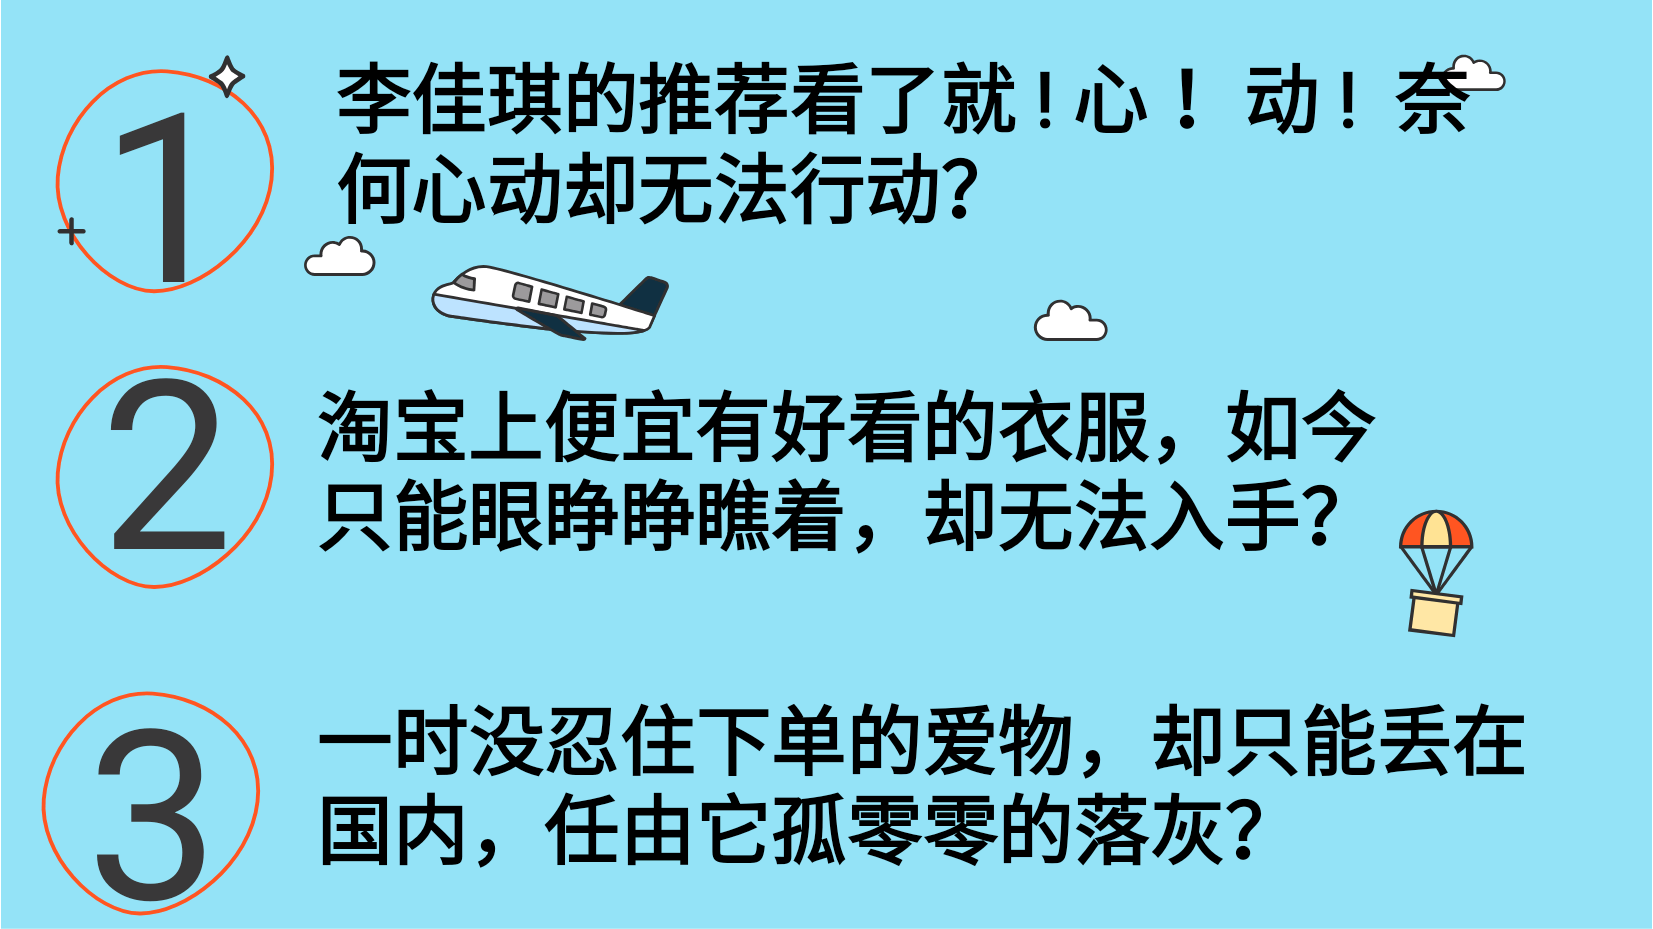 1
李佳琪的推荐看了就！心！ 动！奈
何心动却无法行动?
2
淘宝上便宜有好看的衣服，如今
只能眼睁睁瞧着，却无法入手?
3
一时没忍住下单的爱物，却只能丢在
国内，任由它孤零零的落灰?